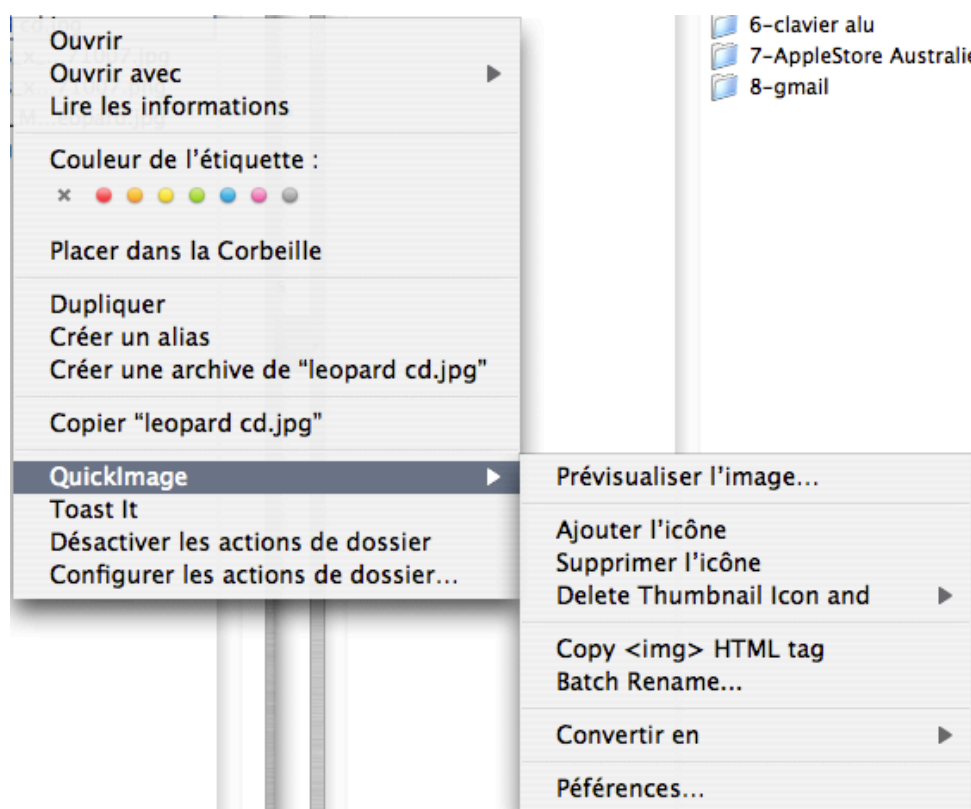 cd.jpg
Ouvrir
Ouvrir avec
Lire les informations
Couleur de l'étiquette :
Placer dans la Corbeille
Dupliquer
Créer un alias
Créer une archive de “leopard cd.jpg”
Copier “leopard cd.jpg”
QuickImage
Toast It
Désactiver les actions de dossier
Configurer les actions de dossier...
6-clavier alu
7-AppleStore Australie
8-gmail
Prévisualiser l'image...
Ajouter l'icône
Supprimer l'icône
Delete Thumbnail Icon and
Copy <img> HTML tag
Batch Rename...
Convertir en
Péférences...